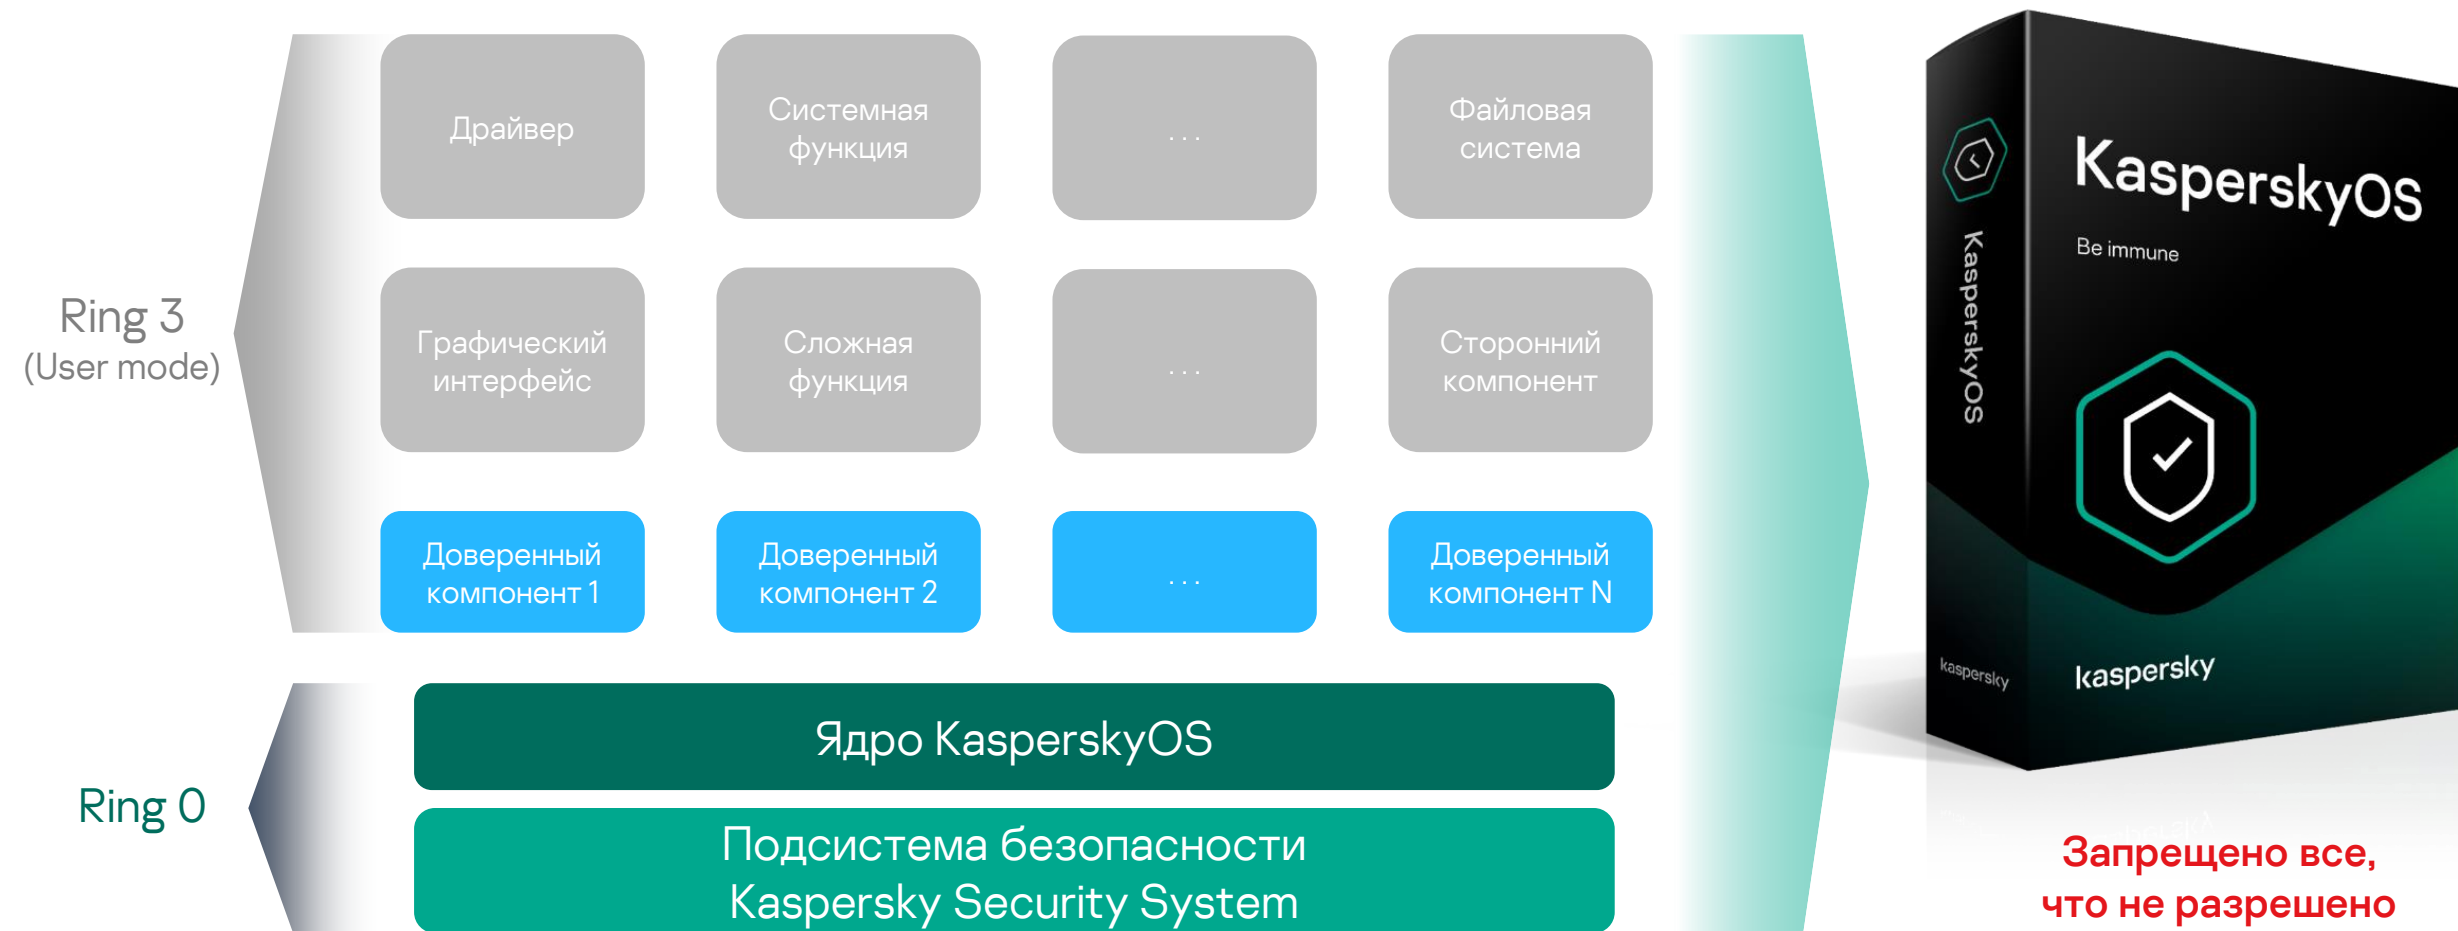 Драйвер
Системная
функция
...
Файловая
система
Ring 3
(User mode)
Графический
интерфейс
Сложная
функция
...
Сторонний
компонент
Доверенный
компонент 1
Доверенный
компонент 2
...
Доверенный
компонент N
Ring 0
Ядро KasperskyOS
Подсистема безопасности
Kaspersky Security System
KasperskyOS
kaspersky
KasperskyOS
Be immune
kaspersky
Запрещено все,
что не разрешено